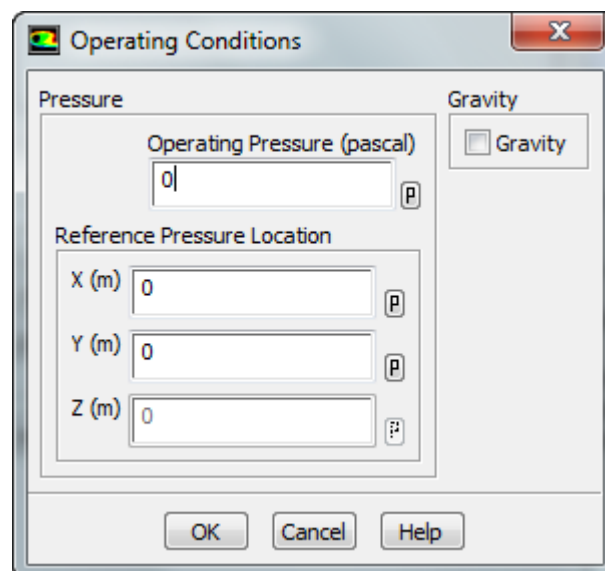 Operating Conditions
Pressure
Operating Pressure (pascal)
0
P
Reference Pressure Location
X (m) 0
P
Y (m) 0
P
Z (m) 0
P
Gravity
Gravity
OK Cancel Help